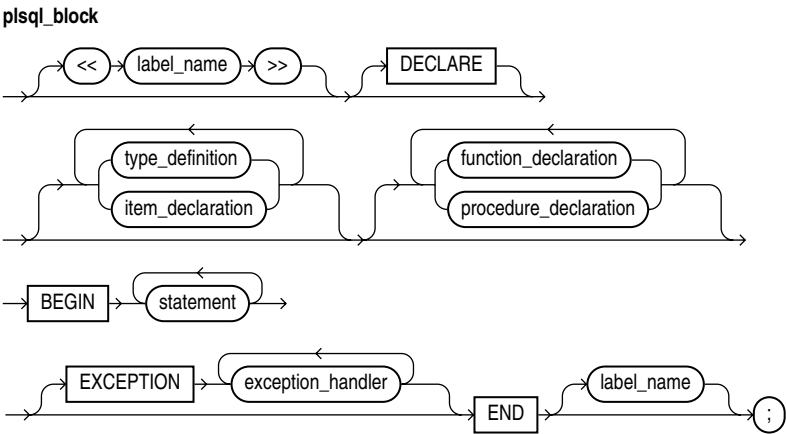 plsql_block
<< label_name >> DECLARE
type_definition function_declaration
item_declaration procedure_declaration
BEGIN statement
EXCEPTION exception_handler label_name
END ;